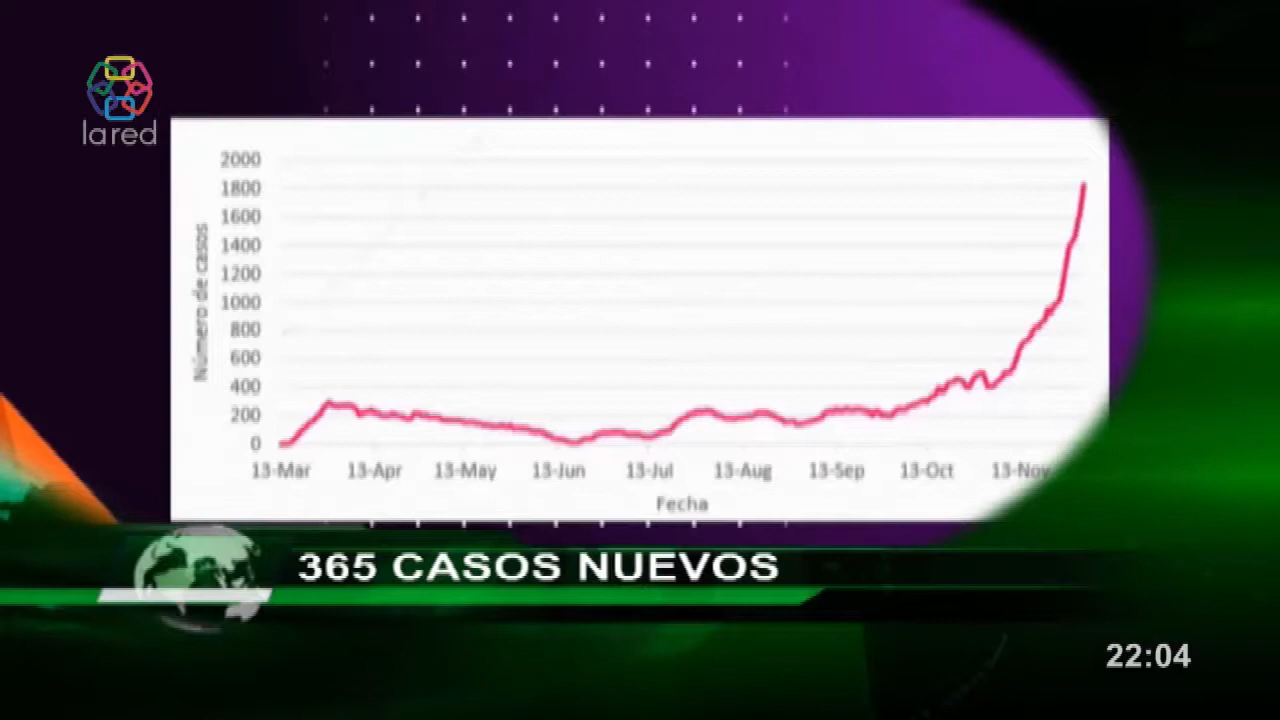 lared
2000
1800
1600
1400
1200
1000
800
600
400
200
0
Número de casos
13-Mar 13-Apr 13-May 13-Jun 13-Jul 13-Aug 13-Sep 13-Oct 13-Nov
Fecha
365 CASOS NUEVOS
22:04